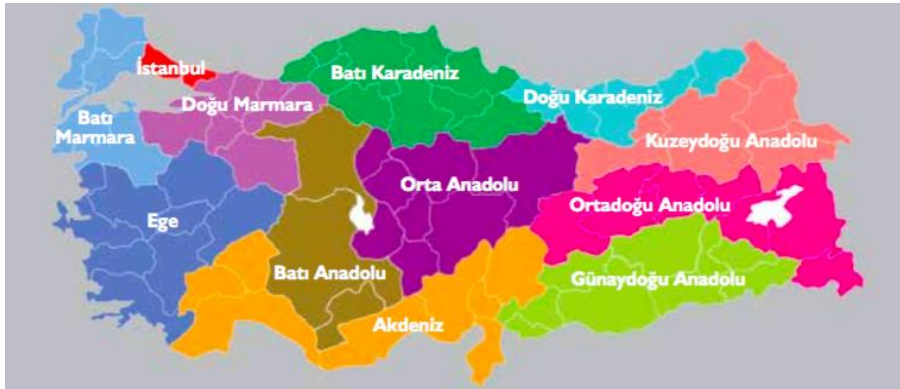 İstanbul
Batı Karadeniz
Doğu Marmara
Doğu Karadeniz
Batı
Marmara
Kuzeydoğu Anadolu
Orta Anadolu
Ortadoğu Anadolu
Ege
Batı Anadolu
Günaydoğu Anadolu
Akdeniz